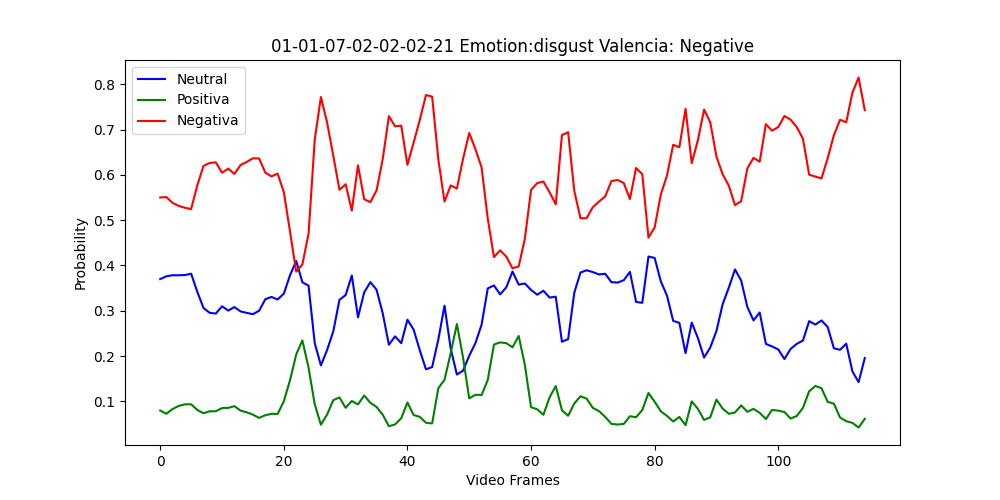 01-01-07-02-02-02-21 Emotion:disgust Valencia: Negative
Neutral
Positiva
Negativa
Probability
0.8
0.7
0.6
0.5
0.4
0.3
0.2
0.1
0 20 40 60 80 100
Video Frames